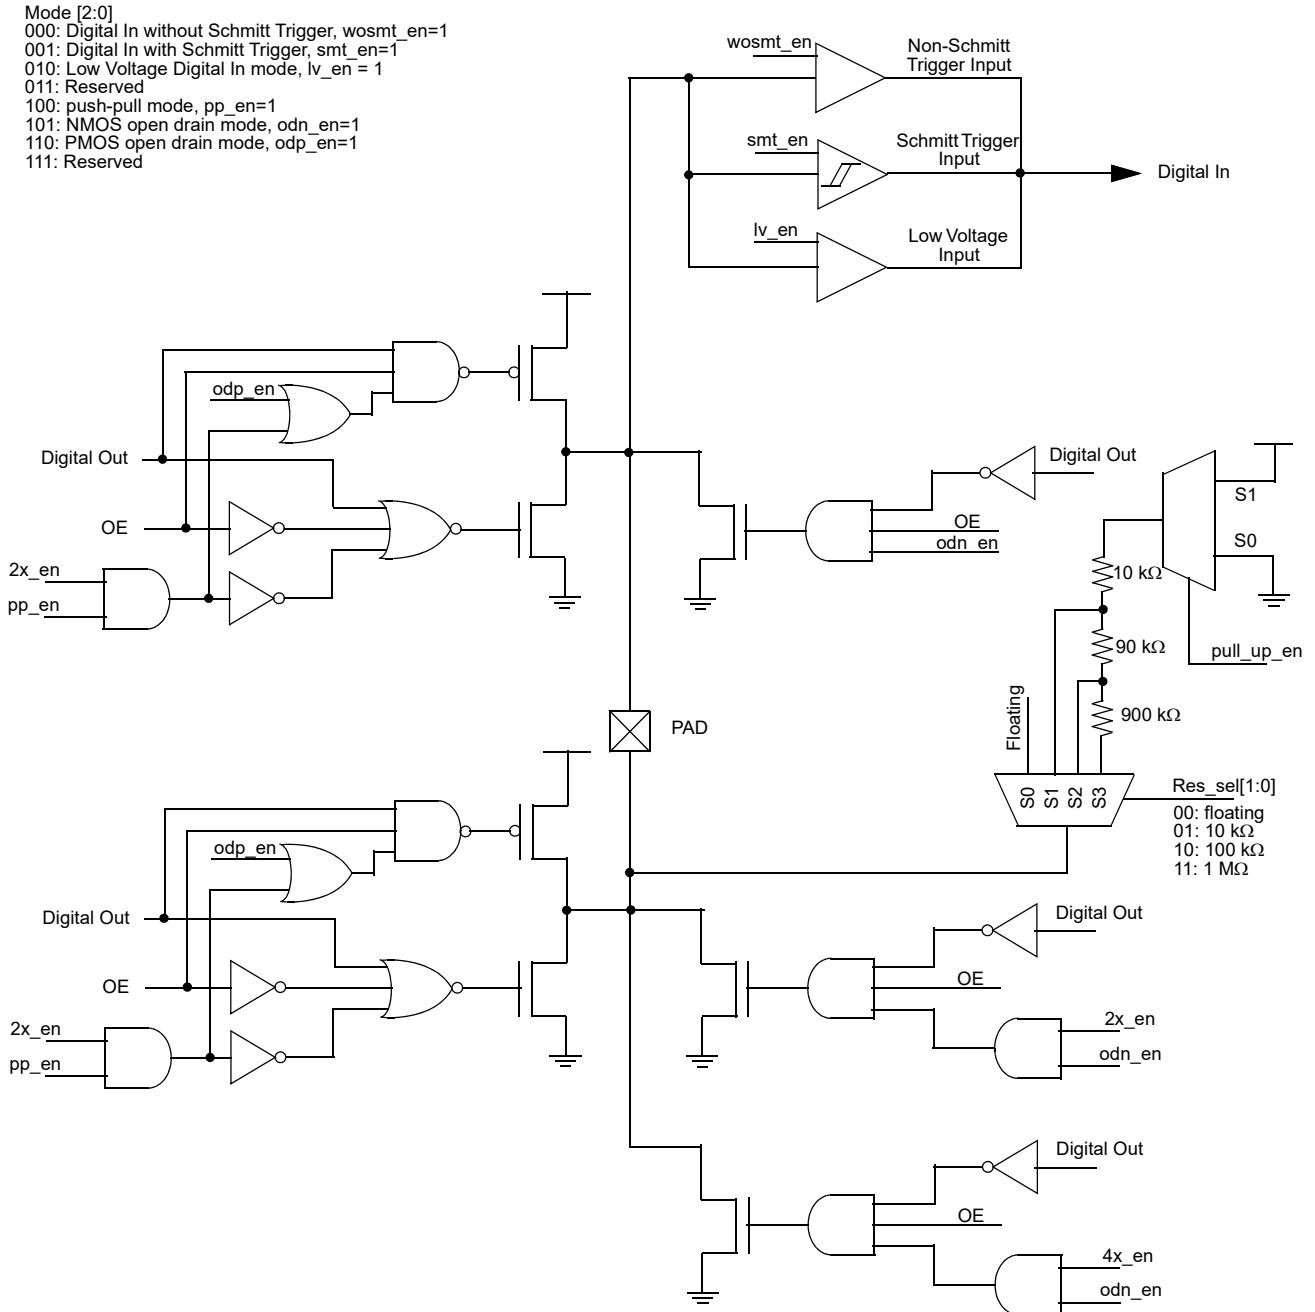 Mode [2:0]
000: Digital In without Schmitt Trigger, wosmt_en=1
001: Digital In with Schmitt Trigger, smt_en=1
010: Low Voltage Digital In mode, lv_en = 1
011: Reserved
100: push-pull mode, pp_en=1
101: NMOS open drain mode, odn_en=1
110: PMOS open drain mode, odp_en=1
111: Reserved
wosmt_en
Non-Schmitt
Trigger Input
smt_en
Schmitt Trigger
Input
Digital In
lv_en
Low Voltage
Input
odp_en
Digital Out
OE
2x_en
pp_en
Digital Out
OE
odn_en
S1
S0
10 kΩ
90 kΩ
pull_up_en
900 kΩ
Floating
PAD
S0
S1
S2
S3
Res_sel[1:0]
00: floating
01: 10 kΩ
10: 100 kΩ
11: 1 MΩ
odp_en
Digital Out
OE
2x_en
pp_en
Digital Out
OE
2x_en
odn_en
Digital Out
OE
4x_en
odn_en